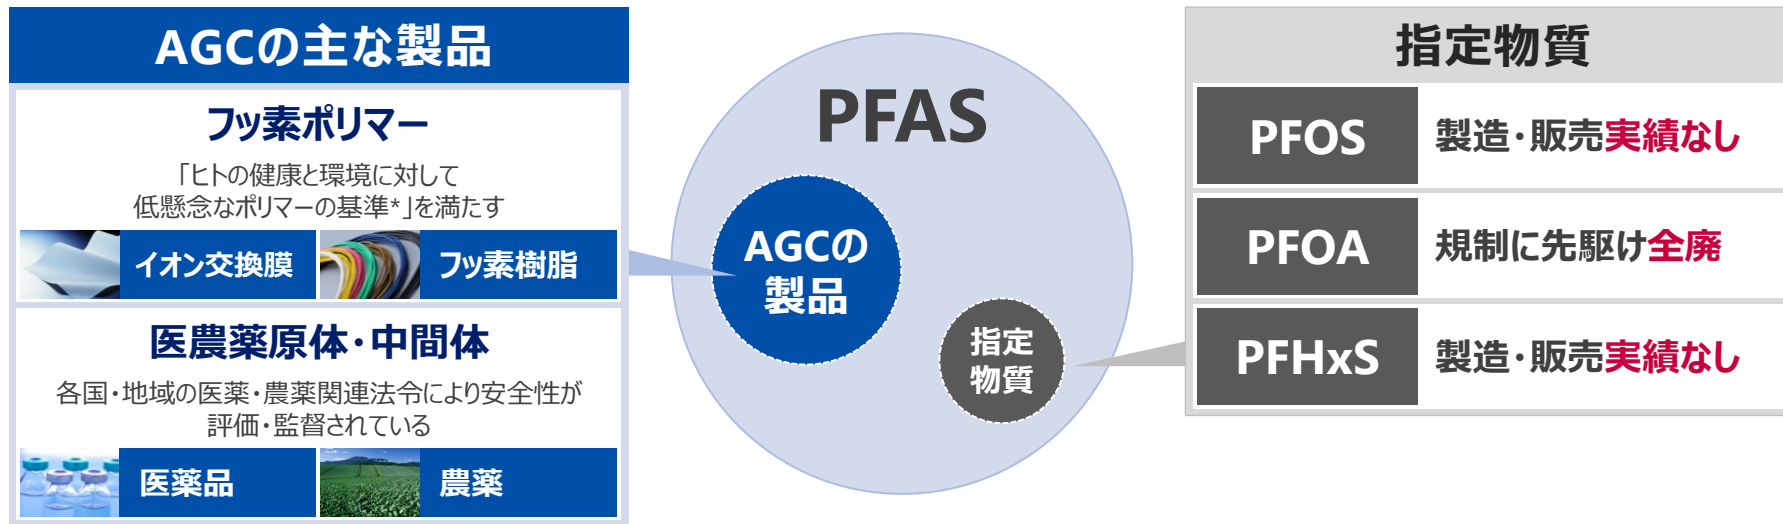 AGCの主な製品
フッ素ポリマー
「ヒトの健康と環境に対して
低懸念なポリマーの基準*」を満たす
イオン交換膜
フッ素樹脂
医農薬原体・中間体
各国・地域の医薬・農薬関連法令により安全性が
評価・監督されている
医薬品
農薬
PFAS
AGCの
製品
指定
物質
指定物質
PFOS 製造・販売実績なし
PFOA 規制に先駆け全廃
PFHxS 製造・販売実績なし